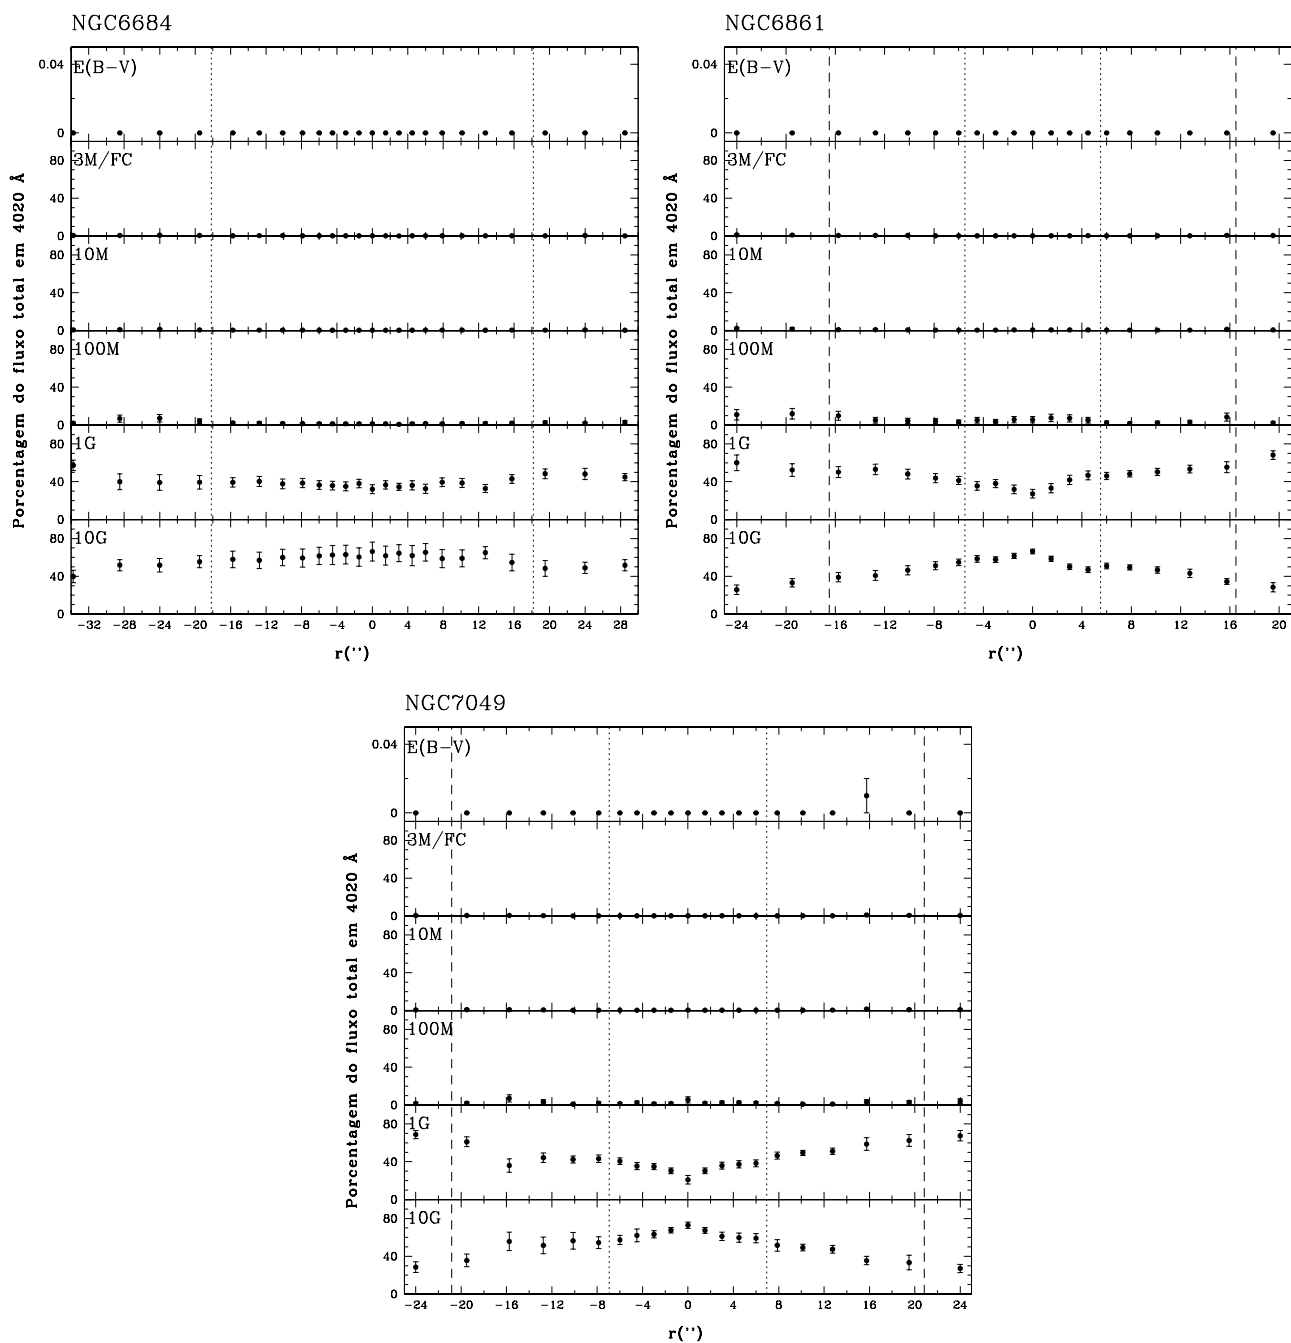 NGC6684
0.04
E(B−V)
0
3M/FC
80
40
0
10M
80
40
0
100M
80
40
0
1G
80
40
0
10G
80
40
0
−32 −28 −24 −20 −16 −12 −8 −4 0 4 8 12 16 20 24 28
r('')
Porcentagem do fluxo total em 4020 Å
NGC6861
0.04
E(B−V)
0
3M/FC
80
40
0
10M
80
40
0
100M
80
40
0
1G
80
40
0
10G
80
40
0
−24 −20 −16 −12 −8 −4 0 4 8 12 16 20
r('')
Porcentagem do fluxo total em 4020 Å
NGC7049
0.04
E(B−V)
0
3M/FC
80
40
0
10M
80
40
0
100M
80
40
0
1G
80
40
0
10G
80
40
0
−24 −20 −16 −12 −8 −4 0 4 8 12 16 20 24
r('')
Porcentagem do fluxo total em 4020 Å